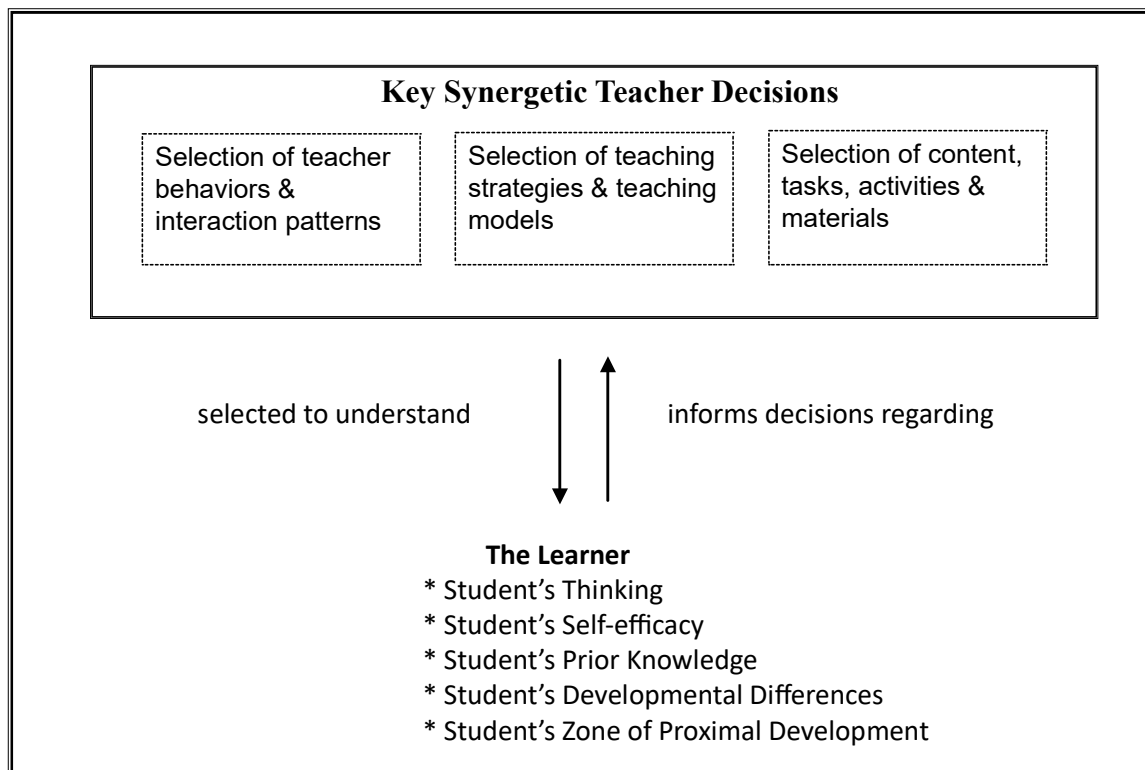 Key Synergetic Teacher Decisions
Selection of teacher
behaviors &
interaction patterns
Selection of teaching
strategies & teaching
models
Selection of content,
tasks, activities &
materials
selected to understand
informs decisions regarding
The Learner
* Student’s Thinking
* Student’s Self-efficacy
* Student’s Prior Knowledge
* Student’s Developmental Differences
* Student’s Zone of Proximal Development